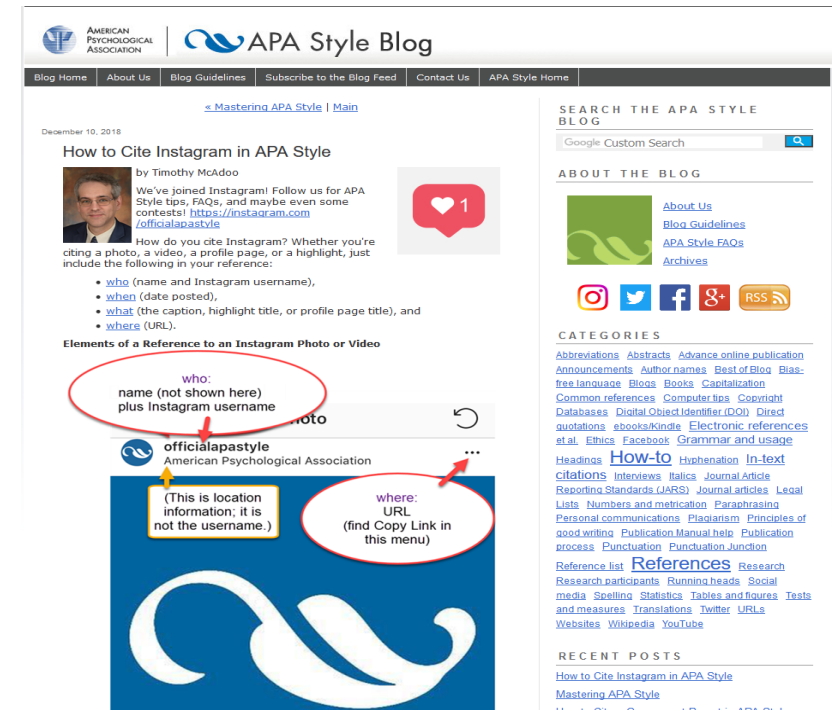 AMERICAN
PSYCHOLOGICAL
ASSOCIATION
APA Style Blog
Blog Home About Us Blog Guidelines Subscribe to the Blog Feed Contact Us APA Style Home
« Mastering APA Style | Main
December 10, 2018
How to Cite Instagram in APA Style
by Timothy McAdoo
We've joined Instagram! Follow us for APA
Style tips, FAQs, and maybe even some
contests! https://instagram.com
/officialapastyle
1
How do you cite Instagram? Whether you're
citing a photo, a video, a profile page, or a highlight, just
include the following in your reference:
• who (name and Instagram username),
• when (date posted),
• what (the caption, highlight title, or profile page title), and
• where (URL).
Elements of a Reference to an Instagram Photo or Video
who:
name (not shown here)
plus Instagram username
oto
officialapastyle
American Psychological Association
(This is location
information; it is
not the username.)
where:
URL
(find Copy Link in
this menu)
SEARCH THE APA STYLE
BLOG
Google Custom Search
ABOUT THE BLOG
About Us
Blog Guidelines
APA Style FAQs
Archives
f
g+
RSS
CATEGORIES
Abbreviations Abstracts Advance online publication
Announcements Author names Best of Blog Bias-
free language Blogs Books Capitalization
Common references Computer tips Copyright
Databases Digital Object Identifier (DOI) Direct
quotations ebooks/Kindle Electronic references
et al. Ethics Facebook Grammar and usage
Headings How-to Hyphenation In-text
citations Interviews Italics Journal Article
Reporting Standards (JARS) Journal articles Legal
Lists Numbers and metrication Paraphrasing
Personal communications Plagiarism Principles of
good writing Publication Manual help Publication
process Punctuation Punctuation Junction
Reference list References Research
Research participants Running heads Social
media Spelling Statistics Tables and figures Tests
and measures Translations Twitter URLs
Websites Wikipedia YouTube
RECENT POSTS
How to Cite Instagram in APA Style
Mastering APA Style